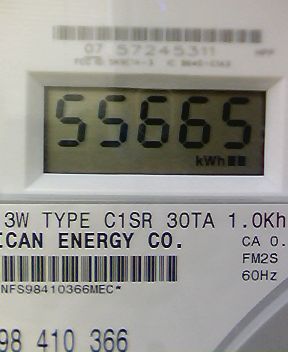 07 57245311
55665
kWh
3W TYPE C1SR 30TA 1.0Kh
ICAN ENERGY CO.
CA 0.
FM2S
60Hz
NFS98410366MEC*
98 410 366